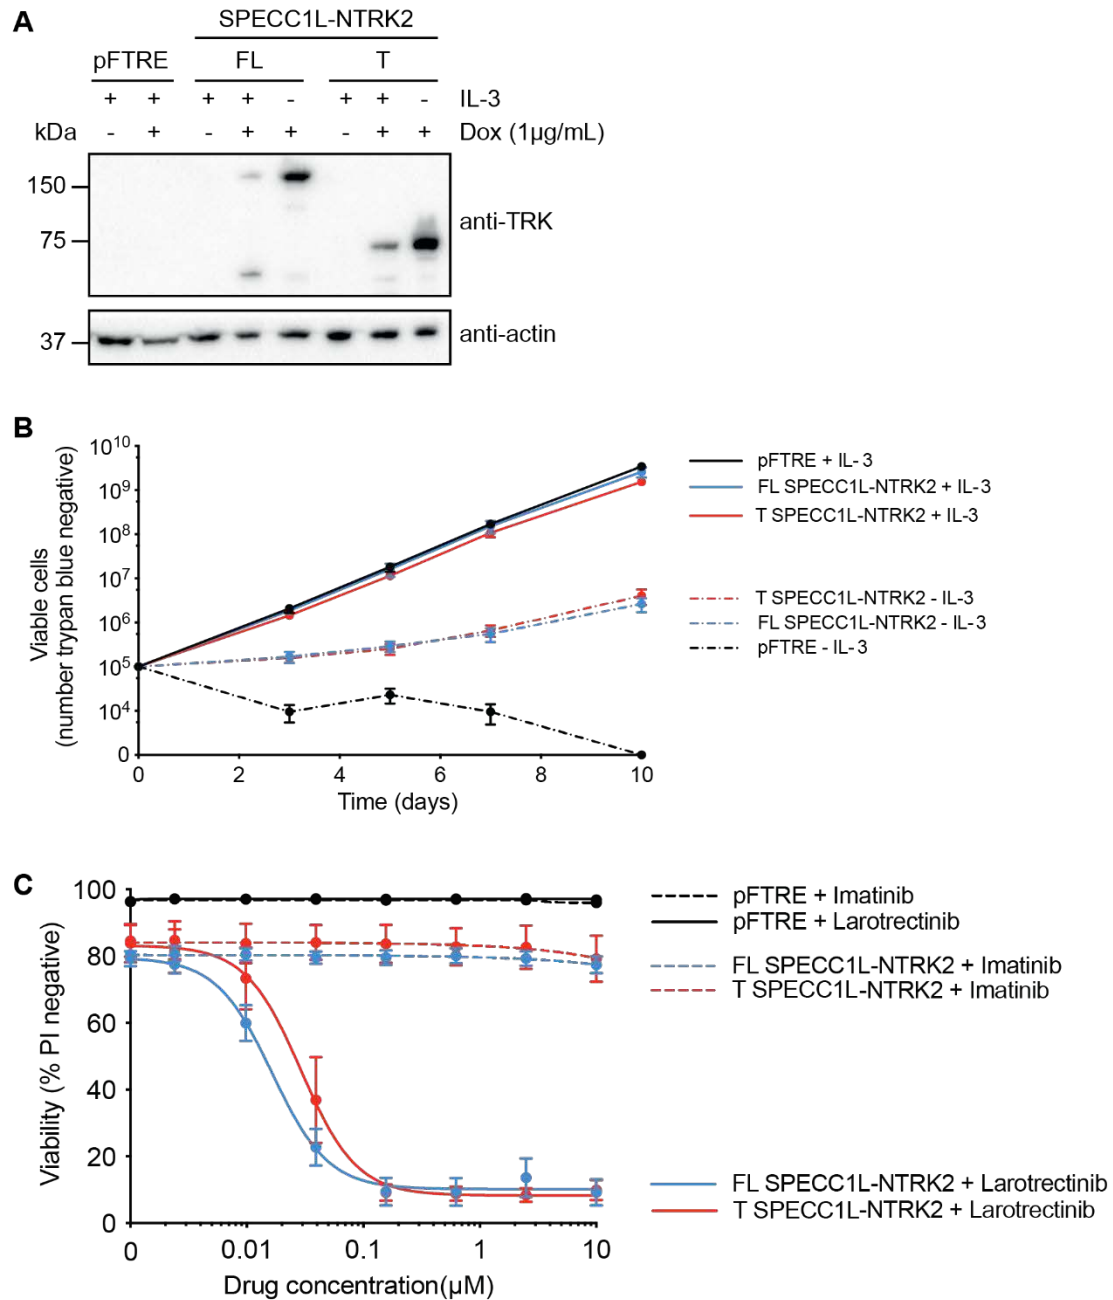 A
SPECC1L-NTRK2
pFTRE FL T
+ + + + - + + - IL-3
kDa - + - + + - + + Dox (1µg/mL)
150
75
anti-TRK
37
anti-actin
B
Viable cells
(number trypan blue negative)
10^10
10^9
10^8
10^7
10^6
10^5
10^4
0
0 2 4 6 8 10
Time (days)
pFTRE + IL-3
FL SPECC1L-NTRK2 + IL-3
T SPECC1L-NTRK2 + IL-3
T SPECC1L-NTRK2 - IL-3
FL SPECC1L-NTRK2 - IL-3
pFTRE - IL-3
C
Viability (% PI negative)
100
80
60
40
20
0
0 0.01 0.1 1 10
Drug concentration(µM)
pFTRE + Imatinib
pFTRE + Larotrectinib
FL SPECC1L-NTRK2 + Imatinib
T SPECC1L-NTRK2 + Imatinib
FL SPECC1L-NTRK2 + Larotrectinib
T SPECC1L-NTRK2 + Larotrectinib